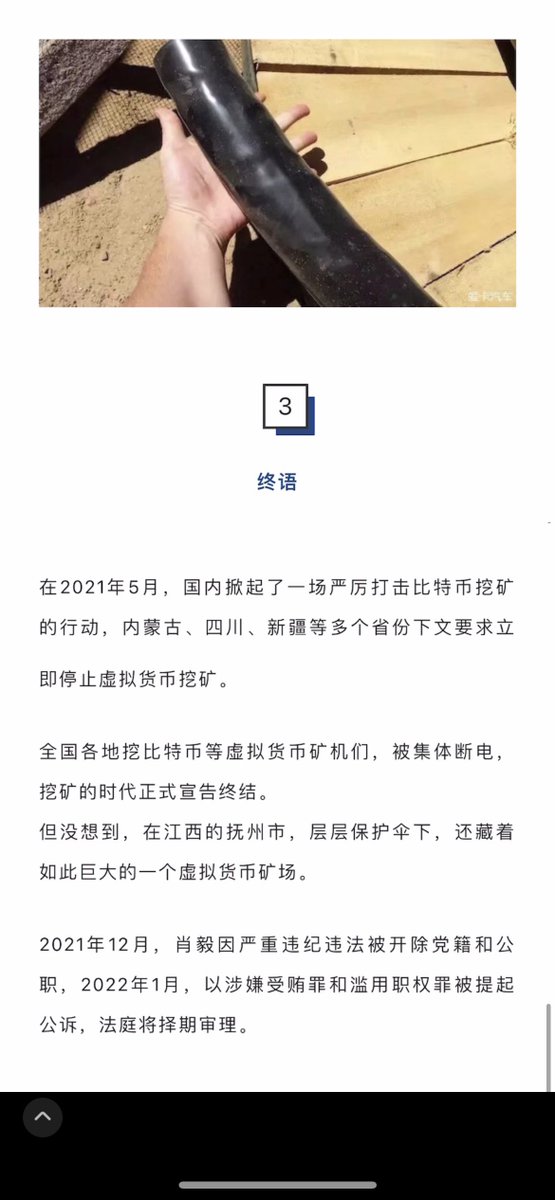 爱卡汽车
3
终语
在2021年5月，国内掀起了一场严厉打击比特币挖矿
的行动，内蒙古、四川、新疆等多个省份下文要求立
即停止虚拟货币挖矿。
全国各地挖比特币等虚拟货币矿机们，被集体断电，
挖矿的时代正式宣告终结。
但没想到，在江西的抚州市，层层保护伞下，还藏着
如此巨大的一个虚拟货币矿场。
2021年12月，肖毅因严重违纪违法被开除党籍和公
职，2022年1月，以涉嫌受贿罪和滥用职权罪被提起
公诉，法庭将择期审理。